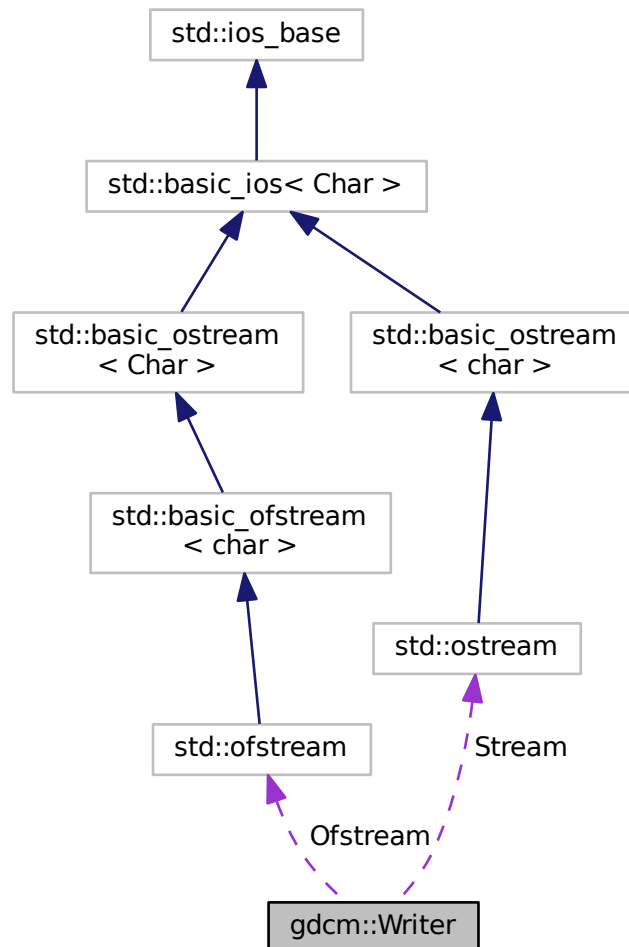 std::ios_base
std::basic_ios< Char >
std::basic_ostream
< Char >
std::basic_ostream
< char >
std::basic_ofstream
< char >
std::ostream
std::ofstream
Stream
Ofstream
gdcm::Writer